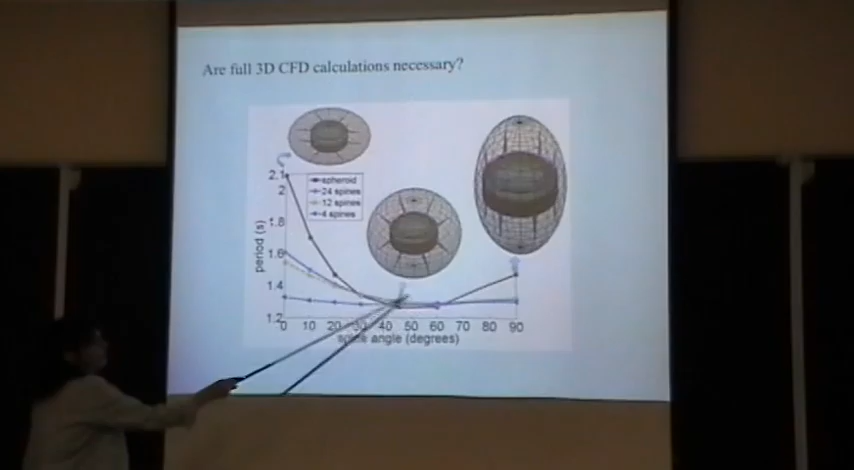 Are full 3D CFD calculations necessary?
2.1
2
1.8
1.6
1.4
1.2
period (s)
spheroid
24 spines
12 spines
4 spines
0 10 20 30 40 50 60 70 80 90
spine angle (degrees)